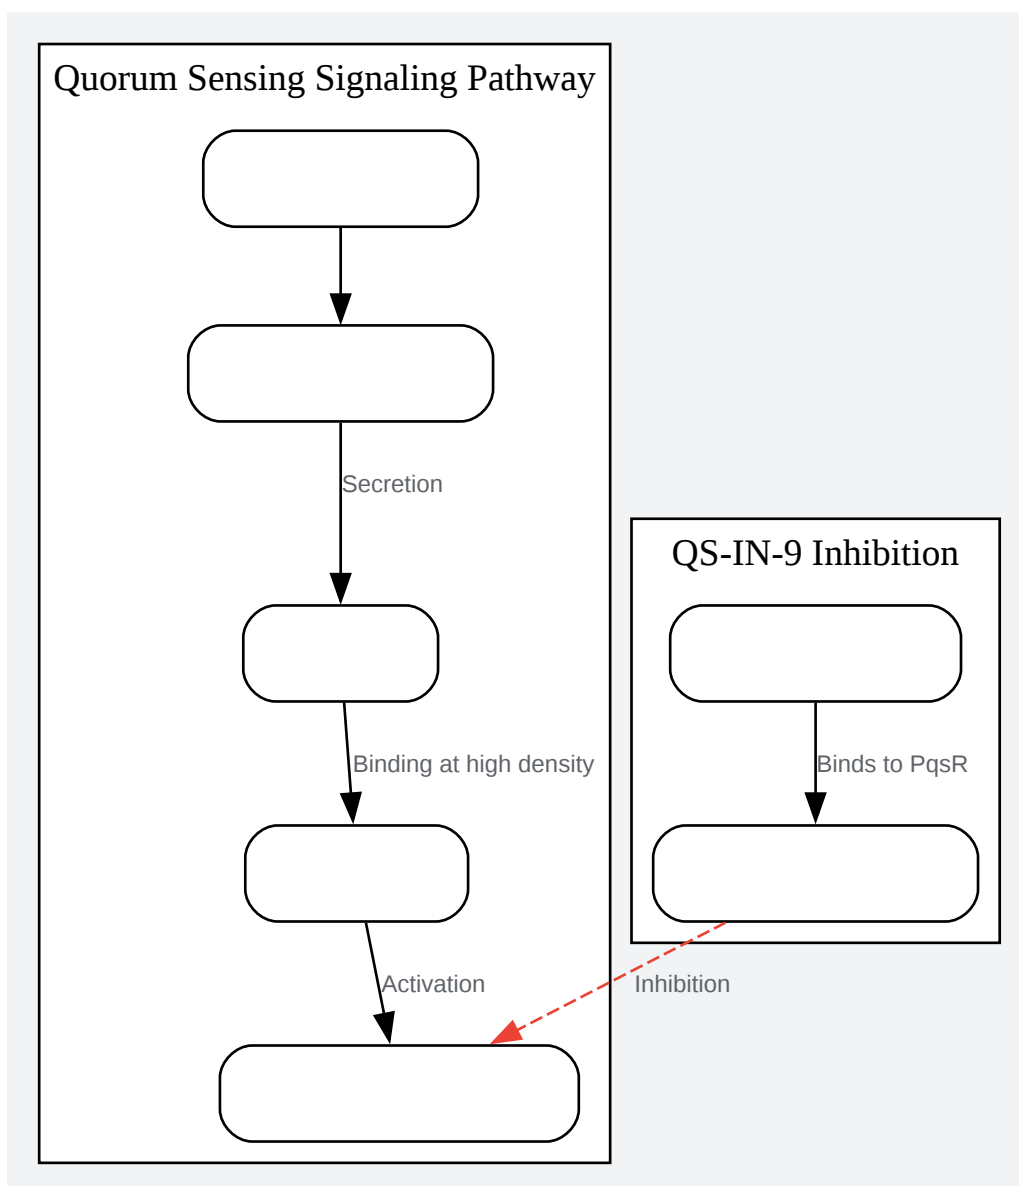 Quorum Sensing Signaling Pathway
Secretion
QS-IN-9 Inhibition
Binding at high density
Binds to PqsR
Activation
Inhibition